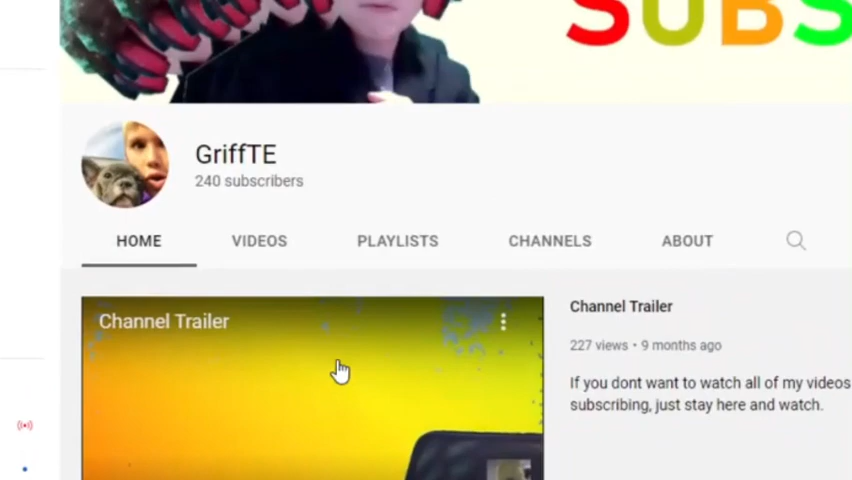 SUBS
GriffTE
240 subscribers
HOME VIDEOS PLAYLISTS CHANNELS ABOUT
Channel Trailer
Channel Trailer
227 views • 9 months ago
If you dont want to watch all of my videos
subscribing, just stay here and watch.